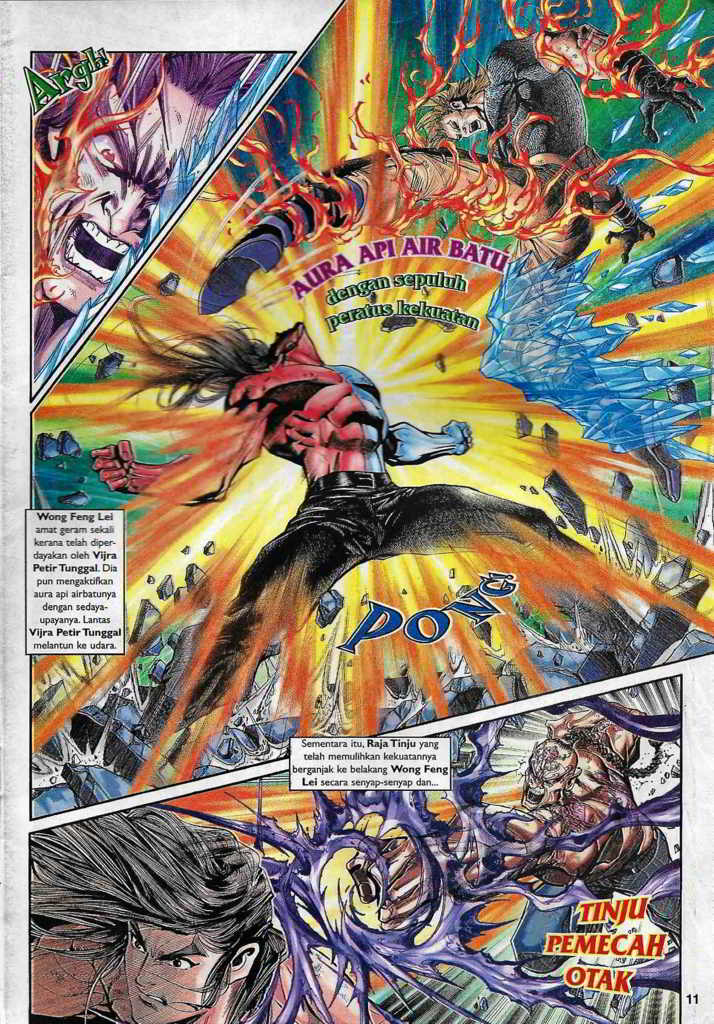 Argh!
AURA API AIR BATU
dengan sepuluh
peratus kekuatan
Wong Feng Lei
amat geram sekali
kerana telah diper-
dayakan oleh Vijra
Petir Tunggal. Dia
pun mengaktifkan
aura api airbatunya
dengan sedaya-
upayanya. Lantas
Vijra Petir Tunggal
melantun ke udara.
PONG!
Sementara itu, Raja Tinju yang
telah memulihkan kekuatannya
berganjak ke belakang Wong Feng
Lei secara senyap-senyap dan...
TINJU
PEMECAH
OTAK
11